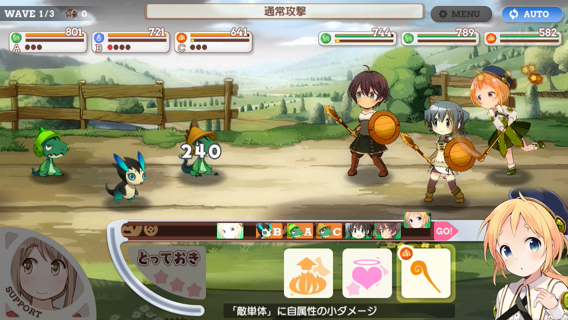 WAVE 1/3 0
通常攻撃
MENU
AUTO
801
A
721
B
641
C
744
789
582
240
B A C GO!
とっておき
SUPPORT
「敵単体」に自属性の小ダメージ